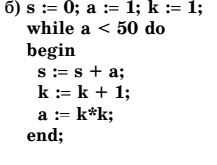 б) s := 0; a := 1; k := 1;
while a < 50 do
begin
s := s + a;
k := k + 1;
a := k*k;
end;